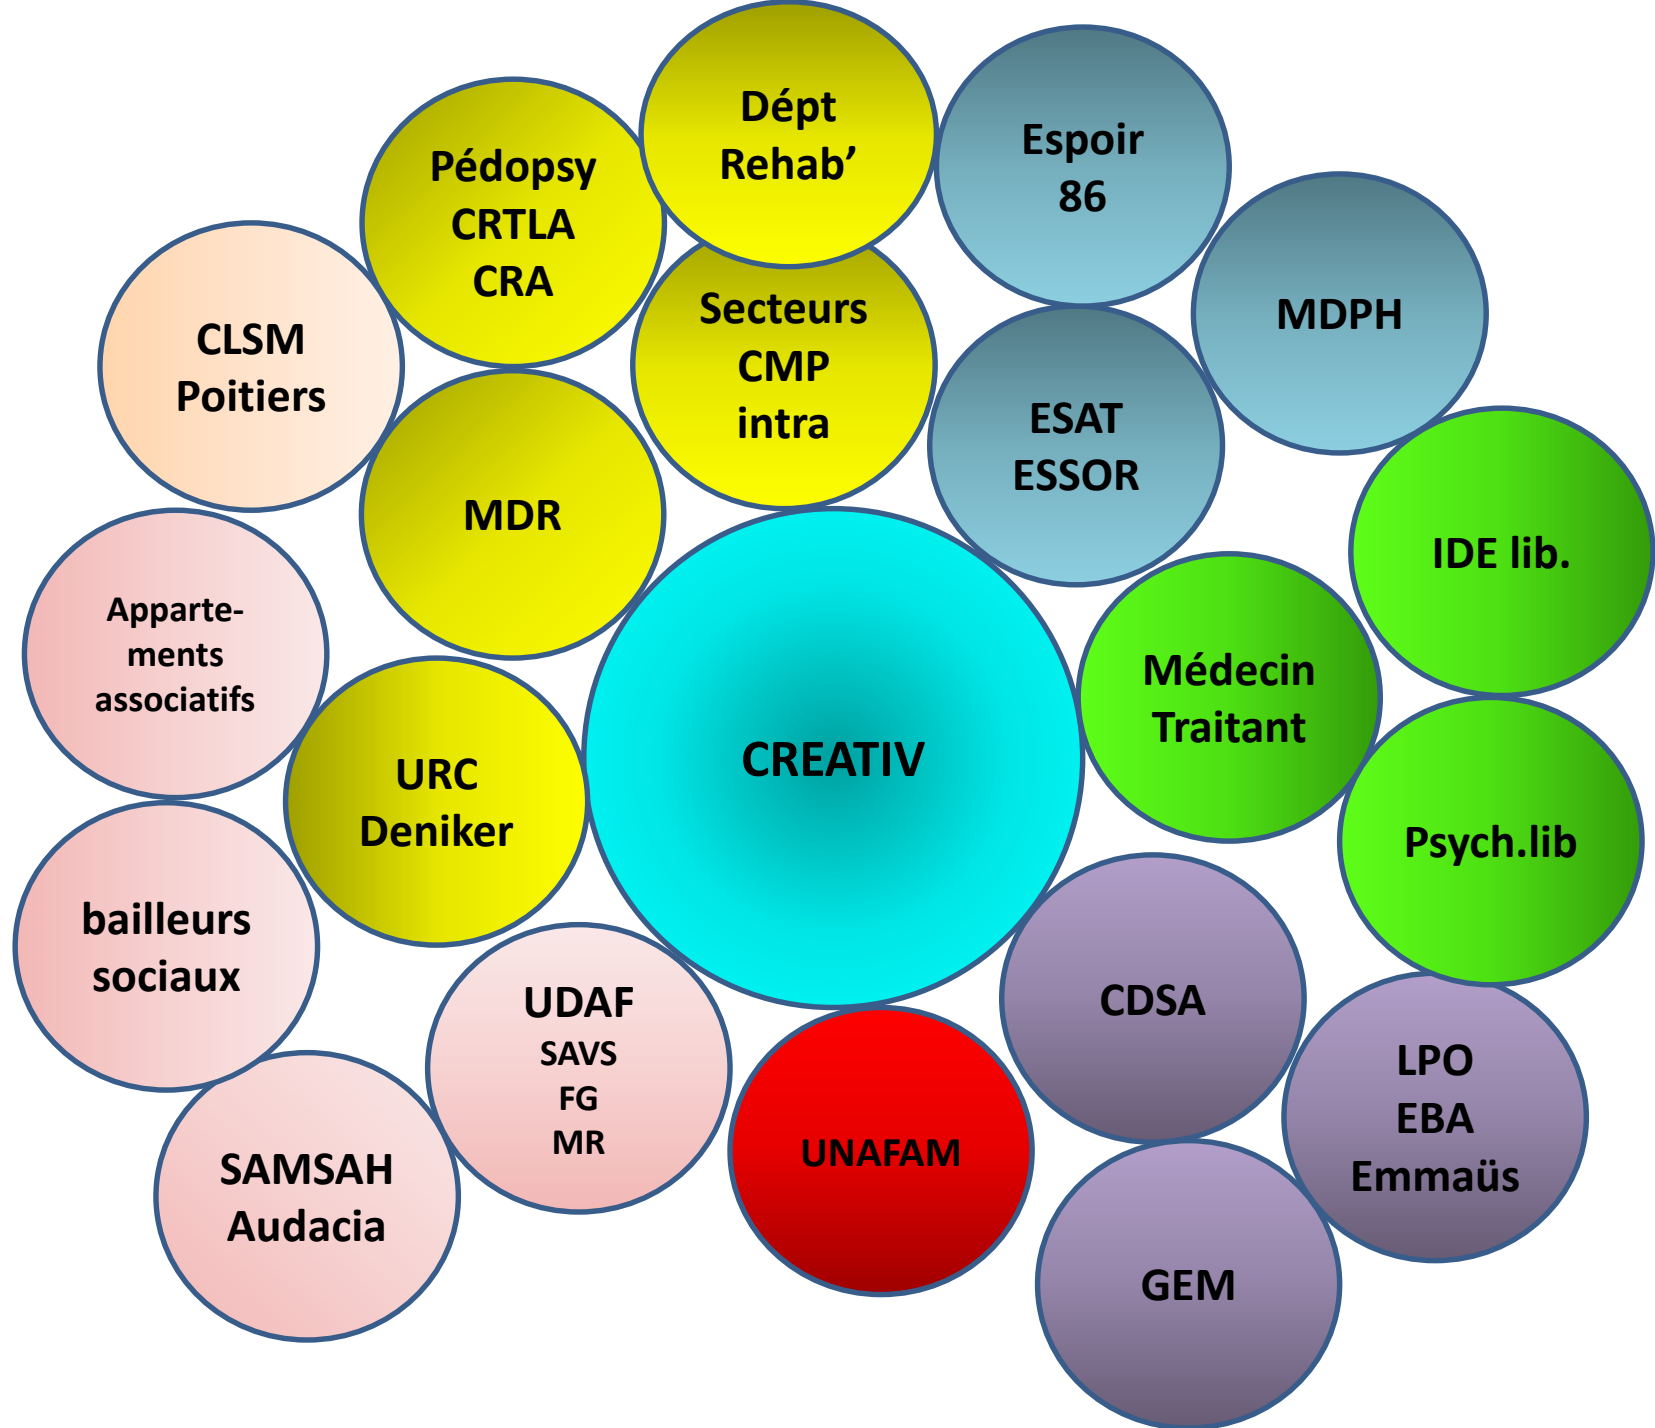 Dépt
Rehab’
Espoir
86
Pédopsy
CRTLA
CRA
Secteurs
CMP
intra
MDPH
CLSM
Poitiers
ESAT
ESSOR
MDR
IDE lib.
Apparte-
ments
associatifs
Médecin
Traitant
URC
Deniker
CREATIV
Psych.lib
bailleurs
sociaux
UDAF
SAVS
FG
MR
CDSA
LPO
EBA
Emmaüs
UNAFAM
SAMSAH
Audacia
GEM